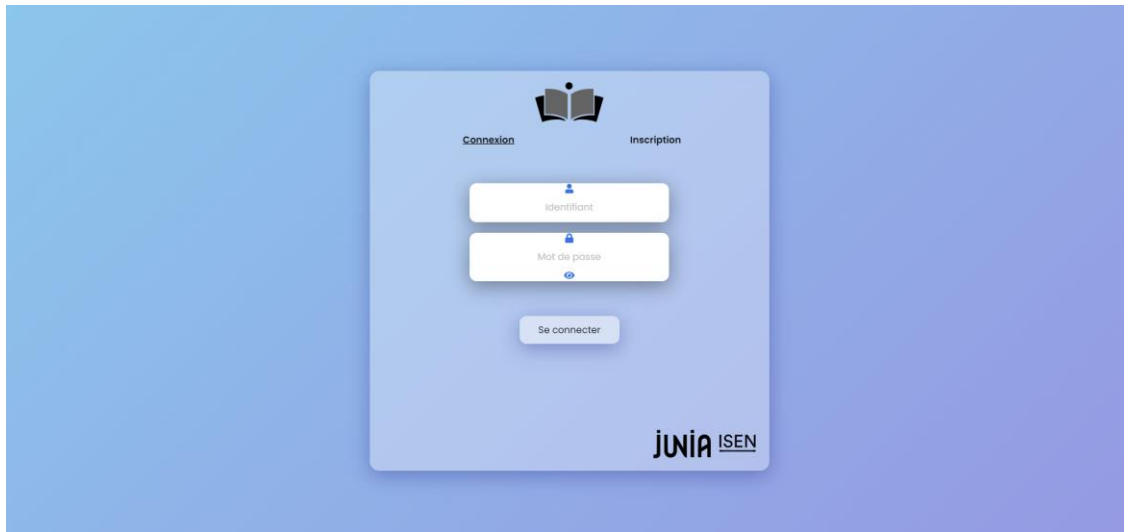 Connexion Inscription
Identifiant
Mot de passe
Se connecter
JUNIA ISEN